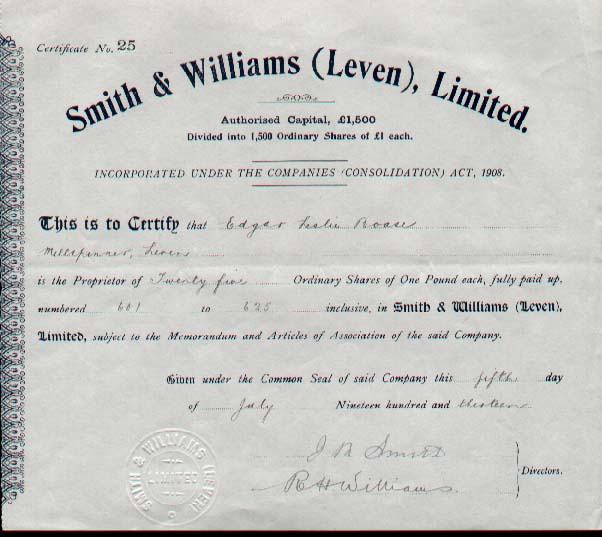 Certificate No. 25
Smith & Williams (Leven), Limited.
Authorised Capital, £1,500
Divided into 1,500 Ordinary Shares of £1 each.
INCORPORATED UNDER THE COMPANIES (CONSOLIDATION) ACT, 1908.
This is to Certify that Edgar Leslie Boase
Millspinner, Leven
is the Proprietor of Twenty five Ordinary Shares of One Pound each, fully paid up,
numbered 601 to 625 inclusive, in Smith & Williams (Leven),
Limited, subject to the Memorandum and Articles of Association of the said Company.
Given under the Common Seal of said Company this fifth day
of July Nineteen hundred and thirteen
J B Smith
R H Williams.
Directors.
SMITH & WILLIAMS (LEVEN)
LIMITED